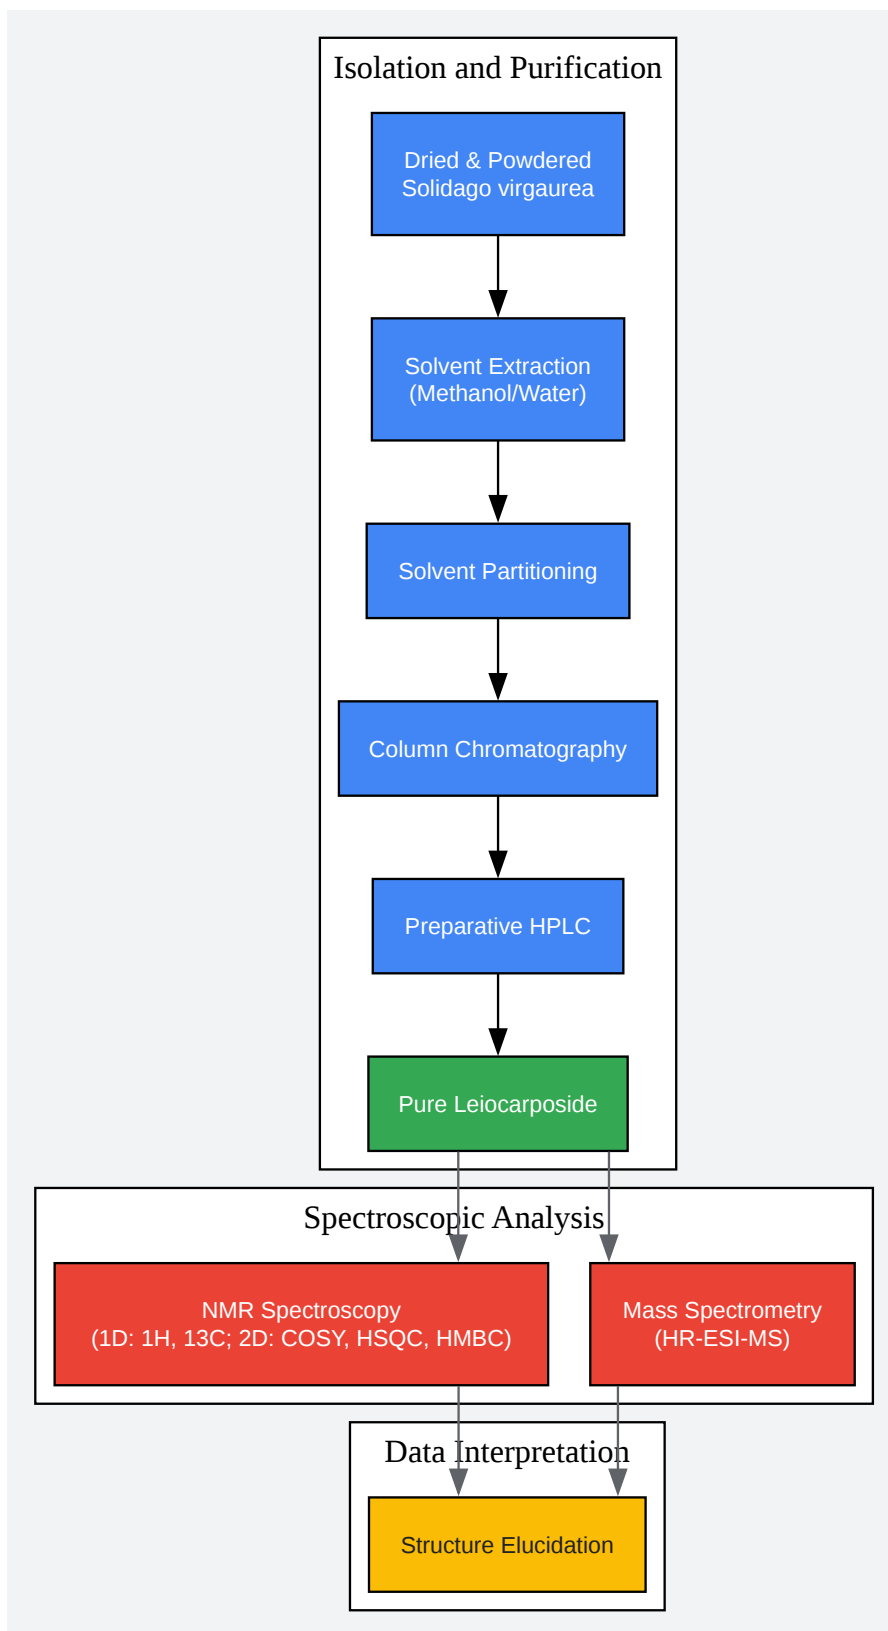 Isolation and Purification
Dried & Powdered
Solidago virgaurea
Solvent Extraction
(Methanol/Water)
Solvent Partitioning
Column Chromatography
Preparative HPLC
Pure Leiocarposide
Spectroscopic Analysis
NMR Spectroscopy
(1D: 1H, 13C; 2D: COSY, HSQC, HMBC)
Mass Spectrometry
(HR-ESI-MS)
Data Interpretation
Structure Elucidation